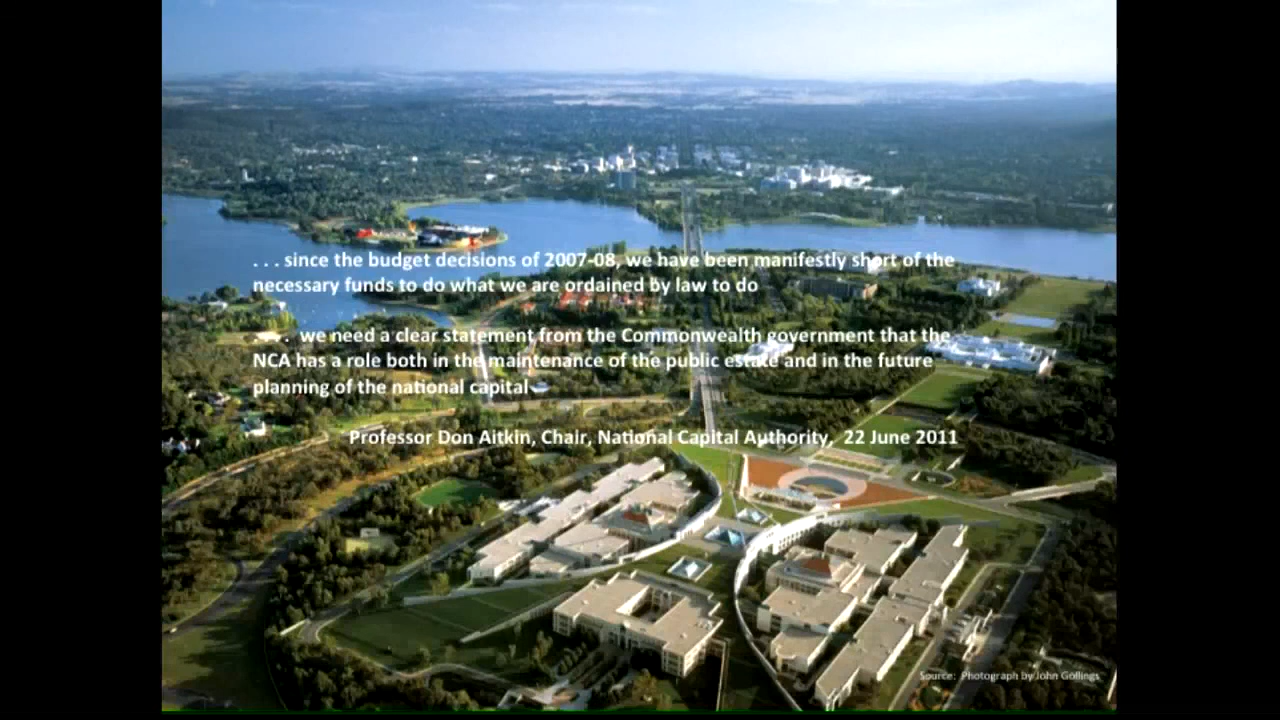 . . . since the budget decisions of 2007-08, we have been manifestly short of the
necessary funds to do what we are ordained by law to do
. . . . we need a clear statement from the Commonwealth government that the
NCA has a role both in the maintenance of the public estate and in the future
planning of the national capital
Professor Don Aitkin, Chair, National Capital Authority, 22 June 2011
Source: Photograph by John Gollings